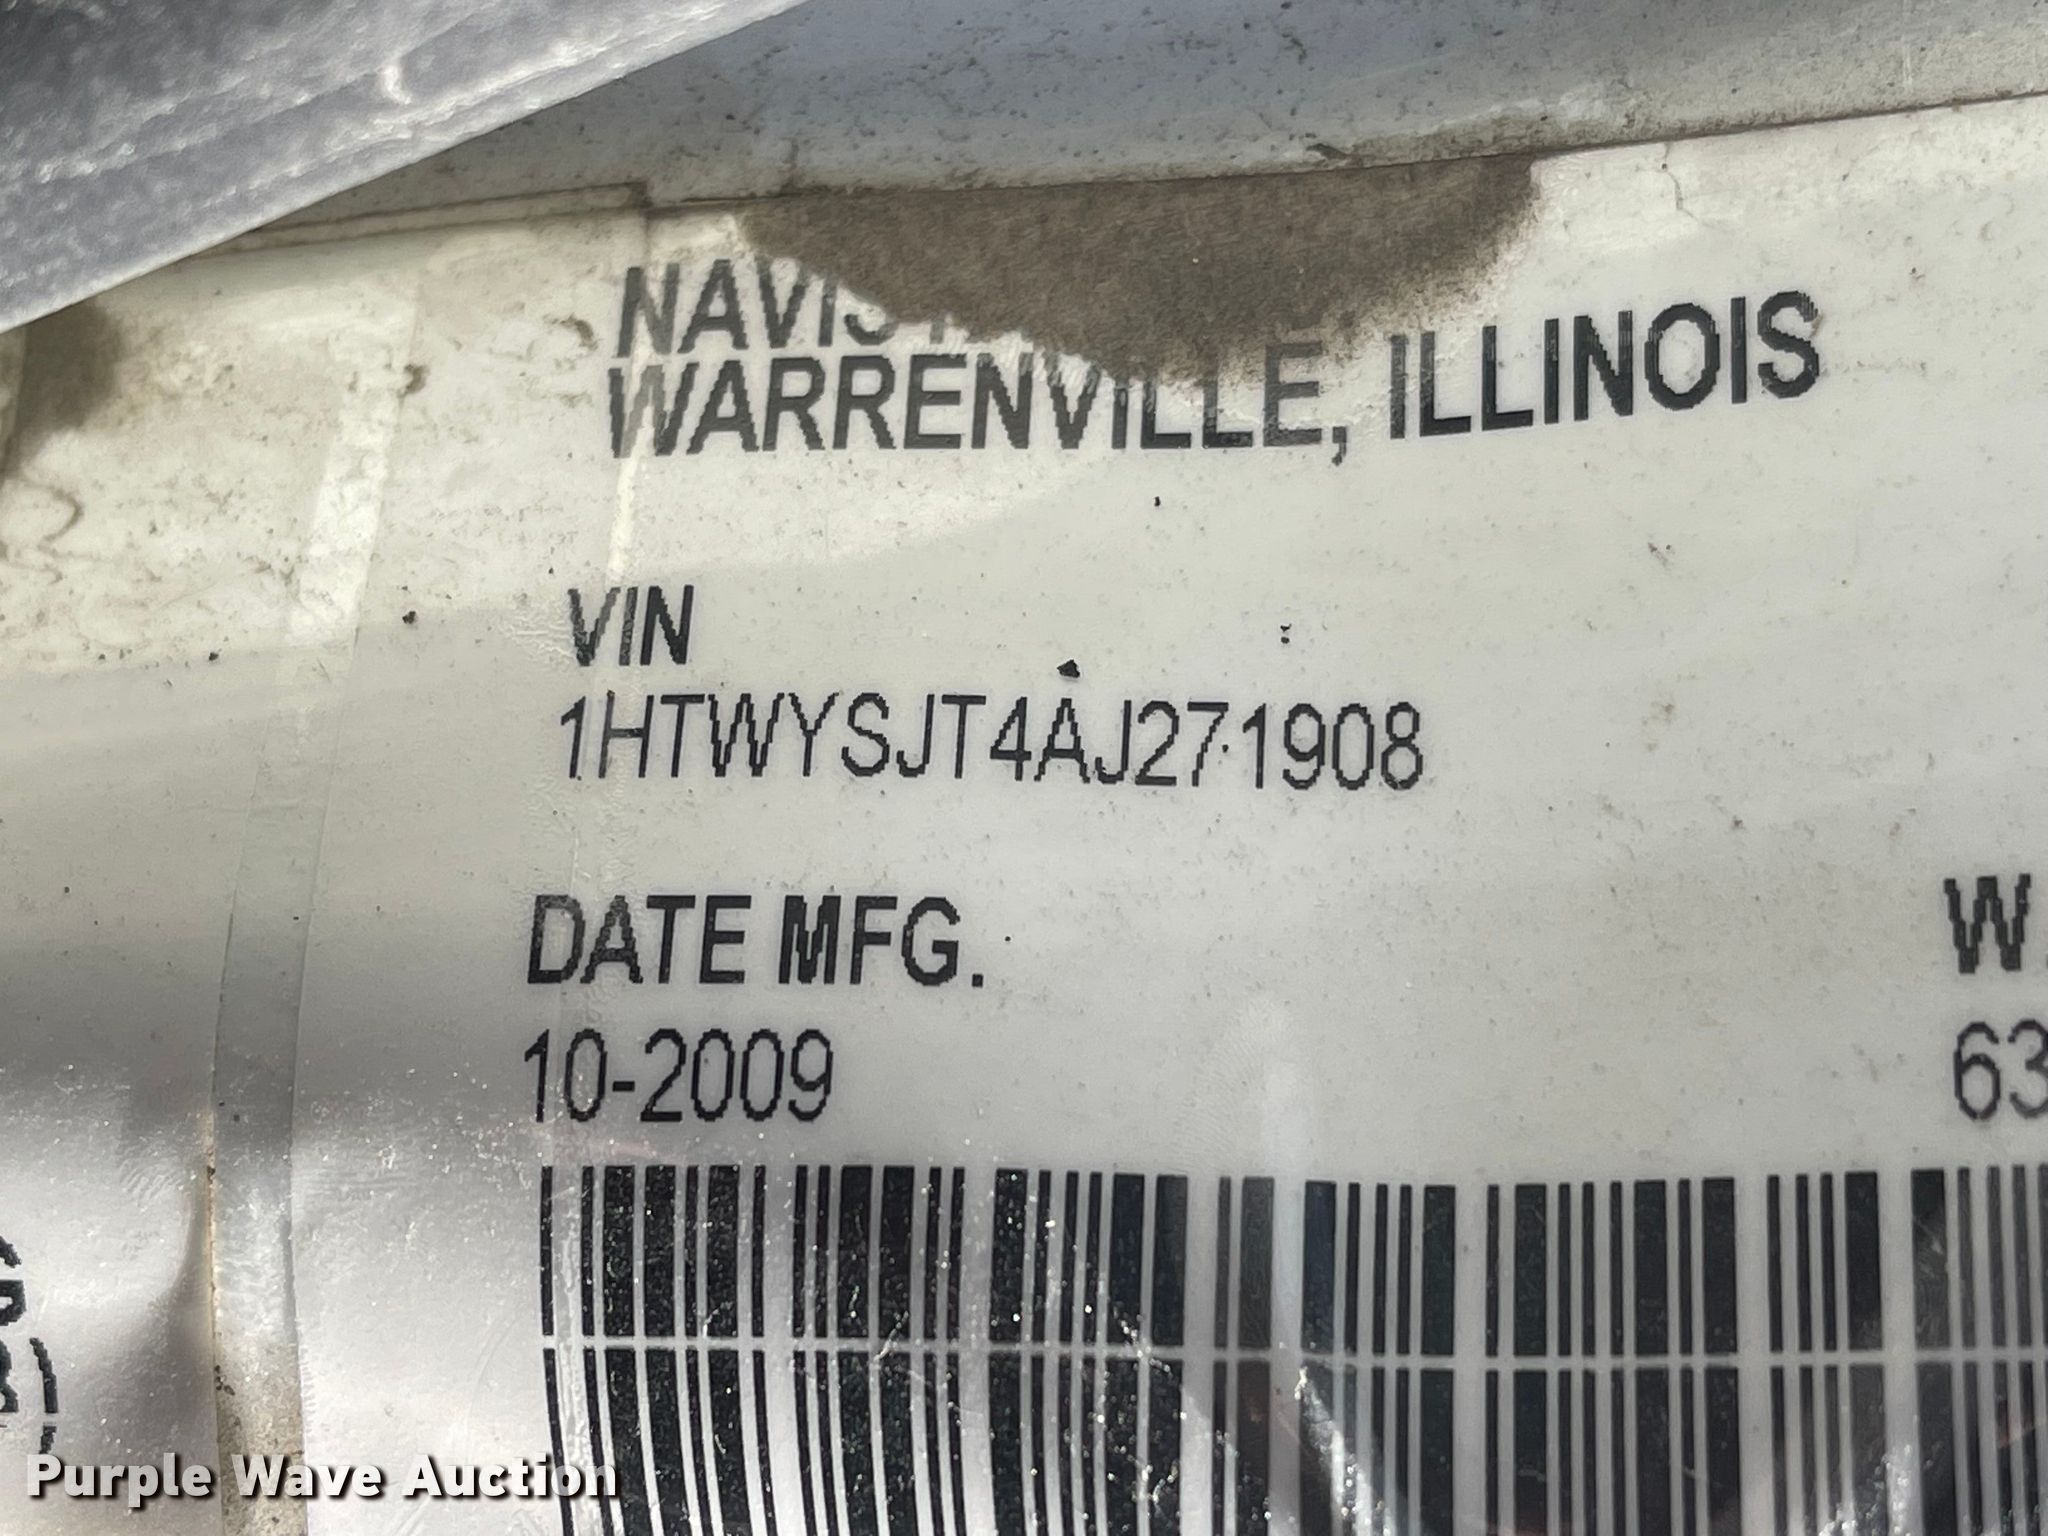 WARRENVILLE, ILLINOIS
VIN
1HTWYSJT4AJ271908
DATE MFG.
10-2009
Purple Wave Auction